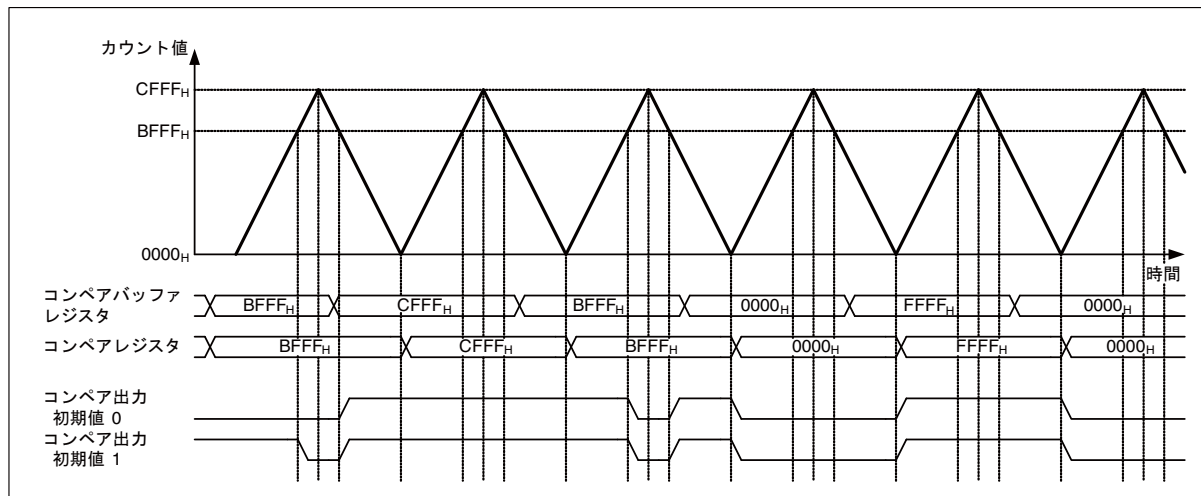 カウント値
CFFFH
BFFFH
0000H
時間
コンペアバッファ
レジスタ
BFFFH CFFFH BFFFH 0000H FFFFH 0000H
コンペアレジスタ BFFFH CFFFH BFFFH 0000H FFFFH 0000H
コンペア出力
初期値 0
コンペア出力
初期値 1